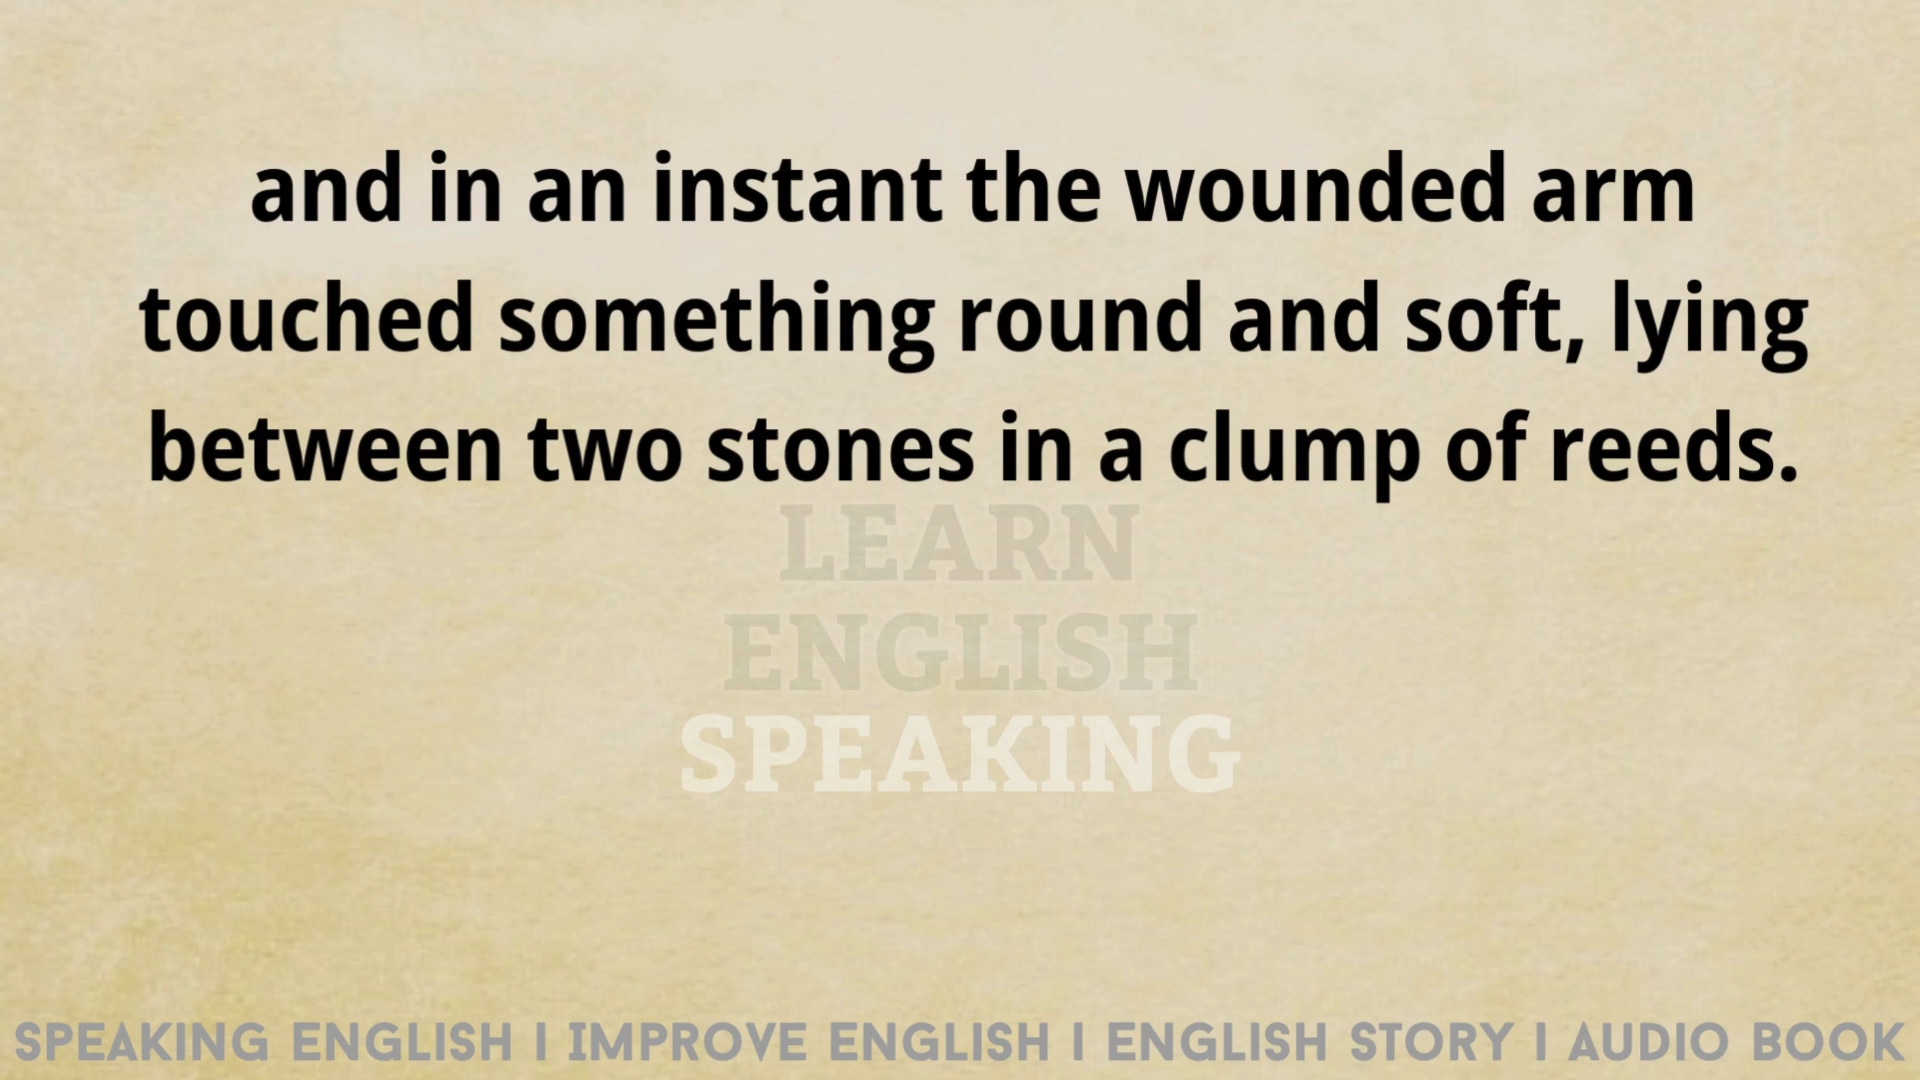 and in an instant the wounded arm
touched something round and soft, lying
between two stones in a clump of reeds.
LEARN
ENGLISH
SPEAKING
SPEAKING ENGLISH I IMPROVE ENGLISH I ENGLISH STORY I AUDIO BOOK